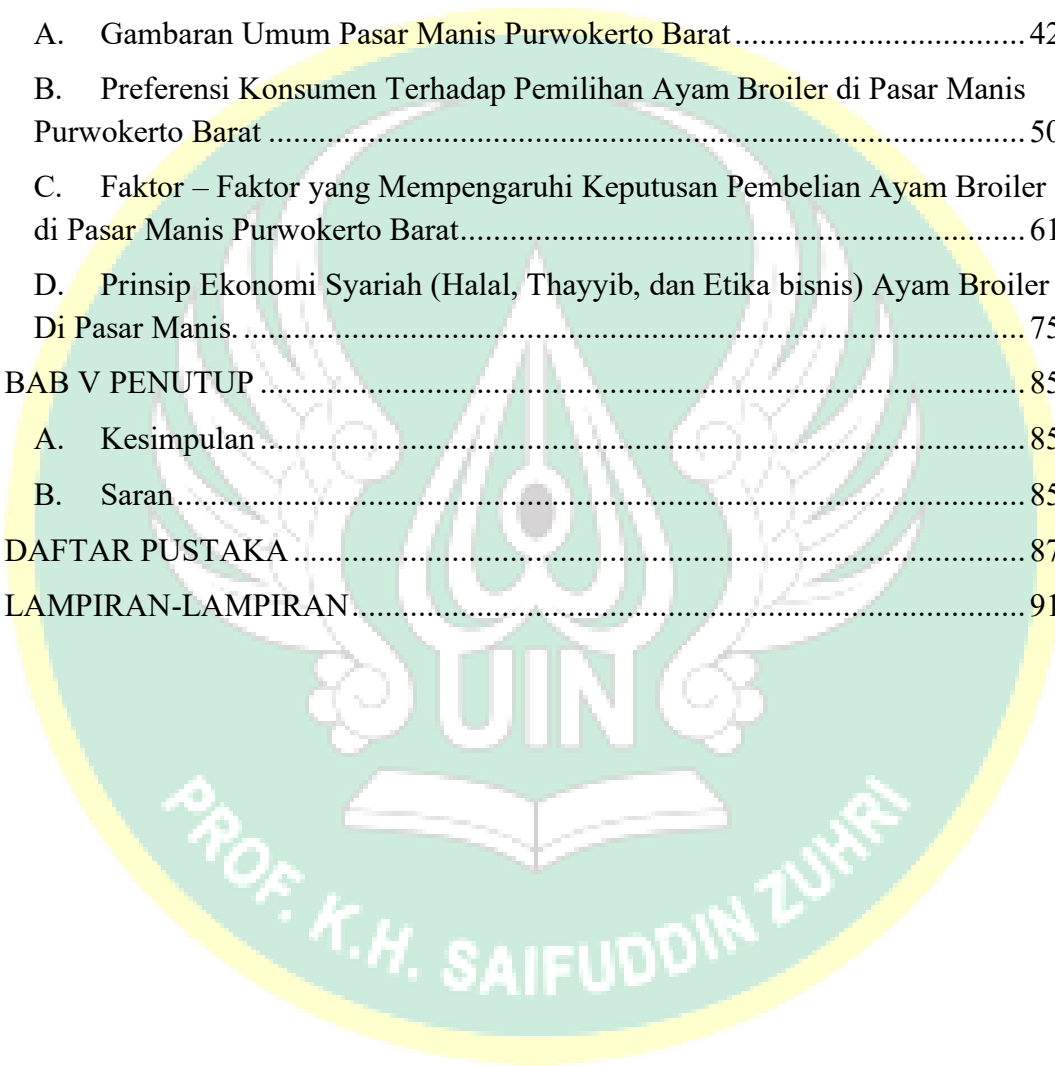 A. Gambaran Umum Pasar Manis Purwokerto Barat ................................ 42
B. Preferensi Konsumen Terhadap Pemilihan Ayam Broiler di Pasar Manis
Purwokerto Barat ................................ 50
C. Faktor – Faktor yang Mempengaruhi Keputusan Pembelian Ayam Broiler
di Pasar Manis Purwokerto Barat ................................ 61
D. Prinsip Ekonomi Syariah (Halal, Thayyib, dan Etika bisnis) Ayam Broiler
Di Pasar Manis. ................................ 75
BAB V PENUTUP ................................ 85
A. Kesimpulan ................................ 85
B. Saran ................................ 85
DAFTAR PUSTAKA ................................ 87
LAMPIRAN-LAMPIRAN ................................ 91
UIN
PROF. K.H. SAIFUDDIN ZUHRI